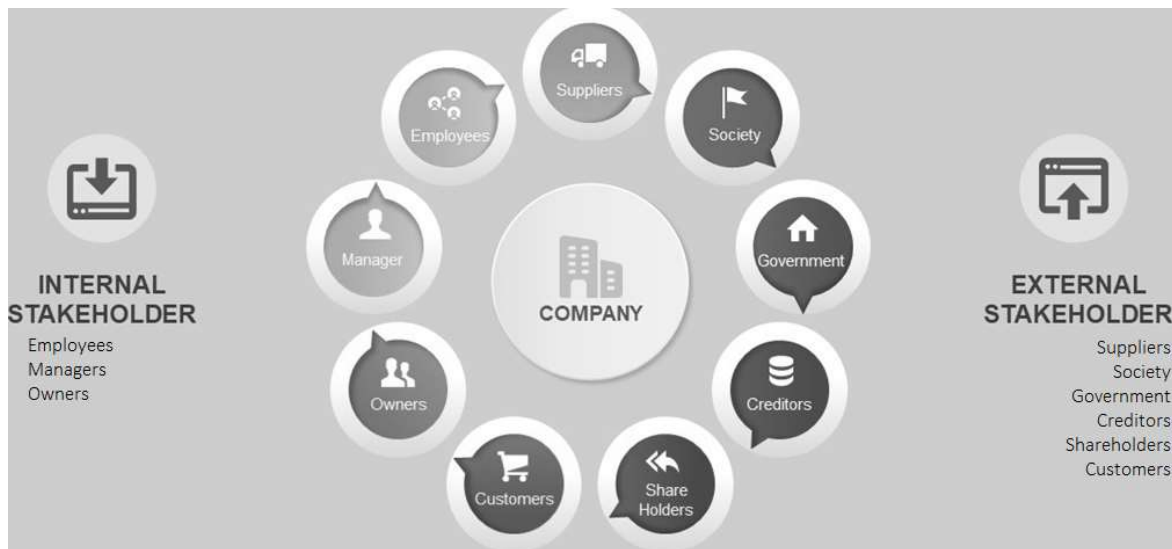 INTERNAL
STAKEHOLDER
Employees
Managers
Owners
Suppliers
Society
Government
Creditors
Share
Holders
Customers
Owners
Manager
Employees
COMPANY
EXTERNAL
STAKEHOLDER
Suppliers
Society
Government
Creditors
Shareholders
Customers